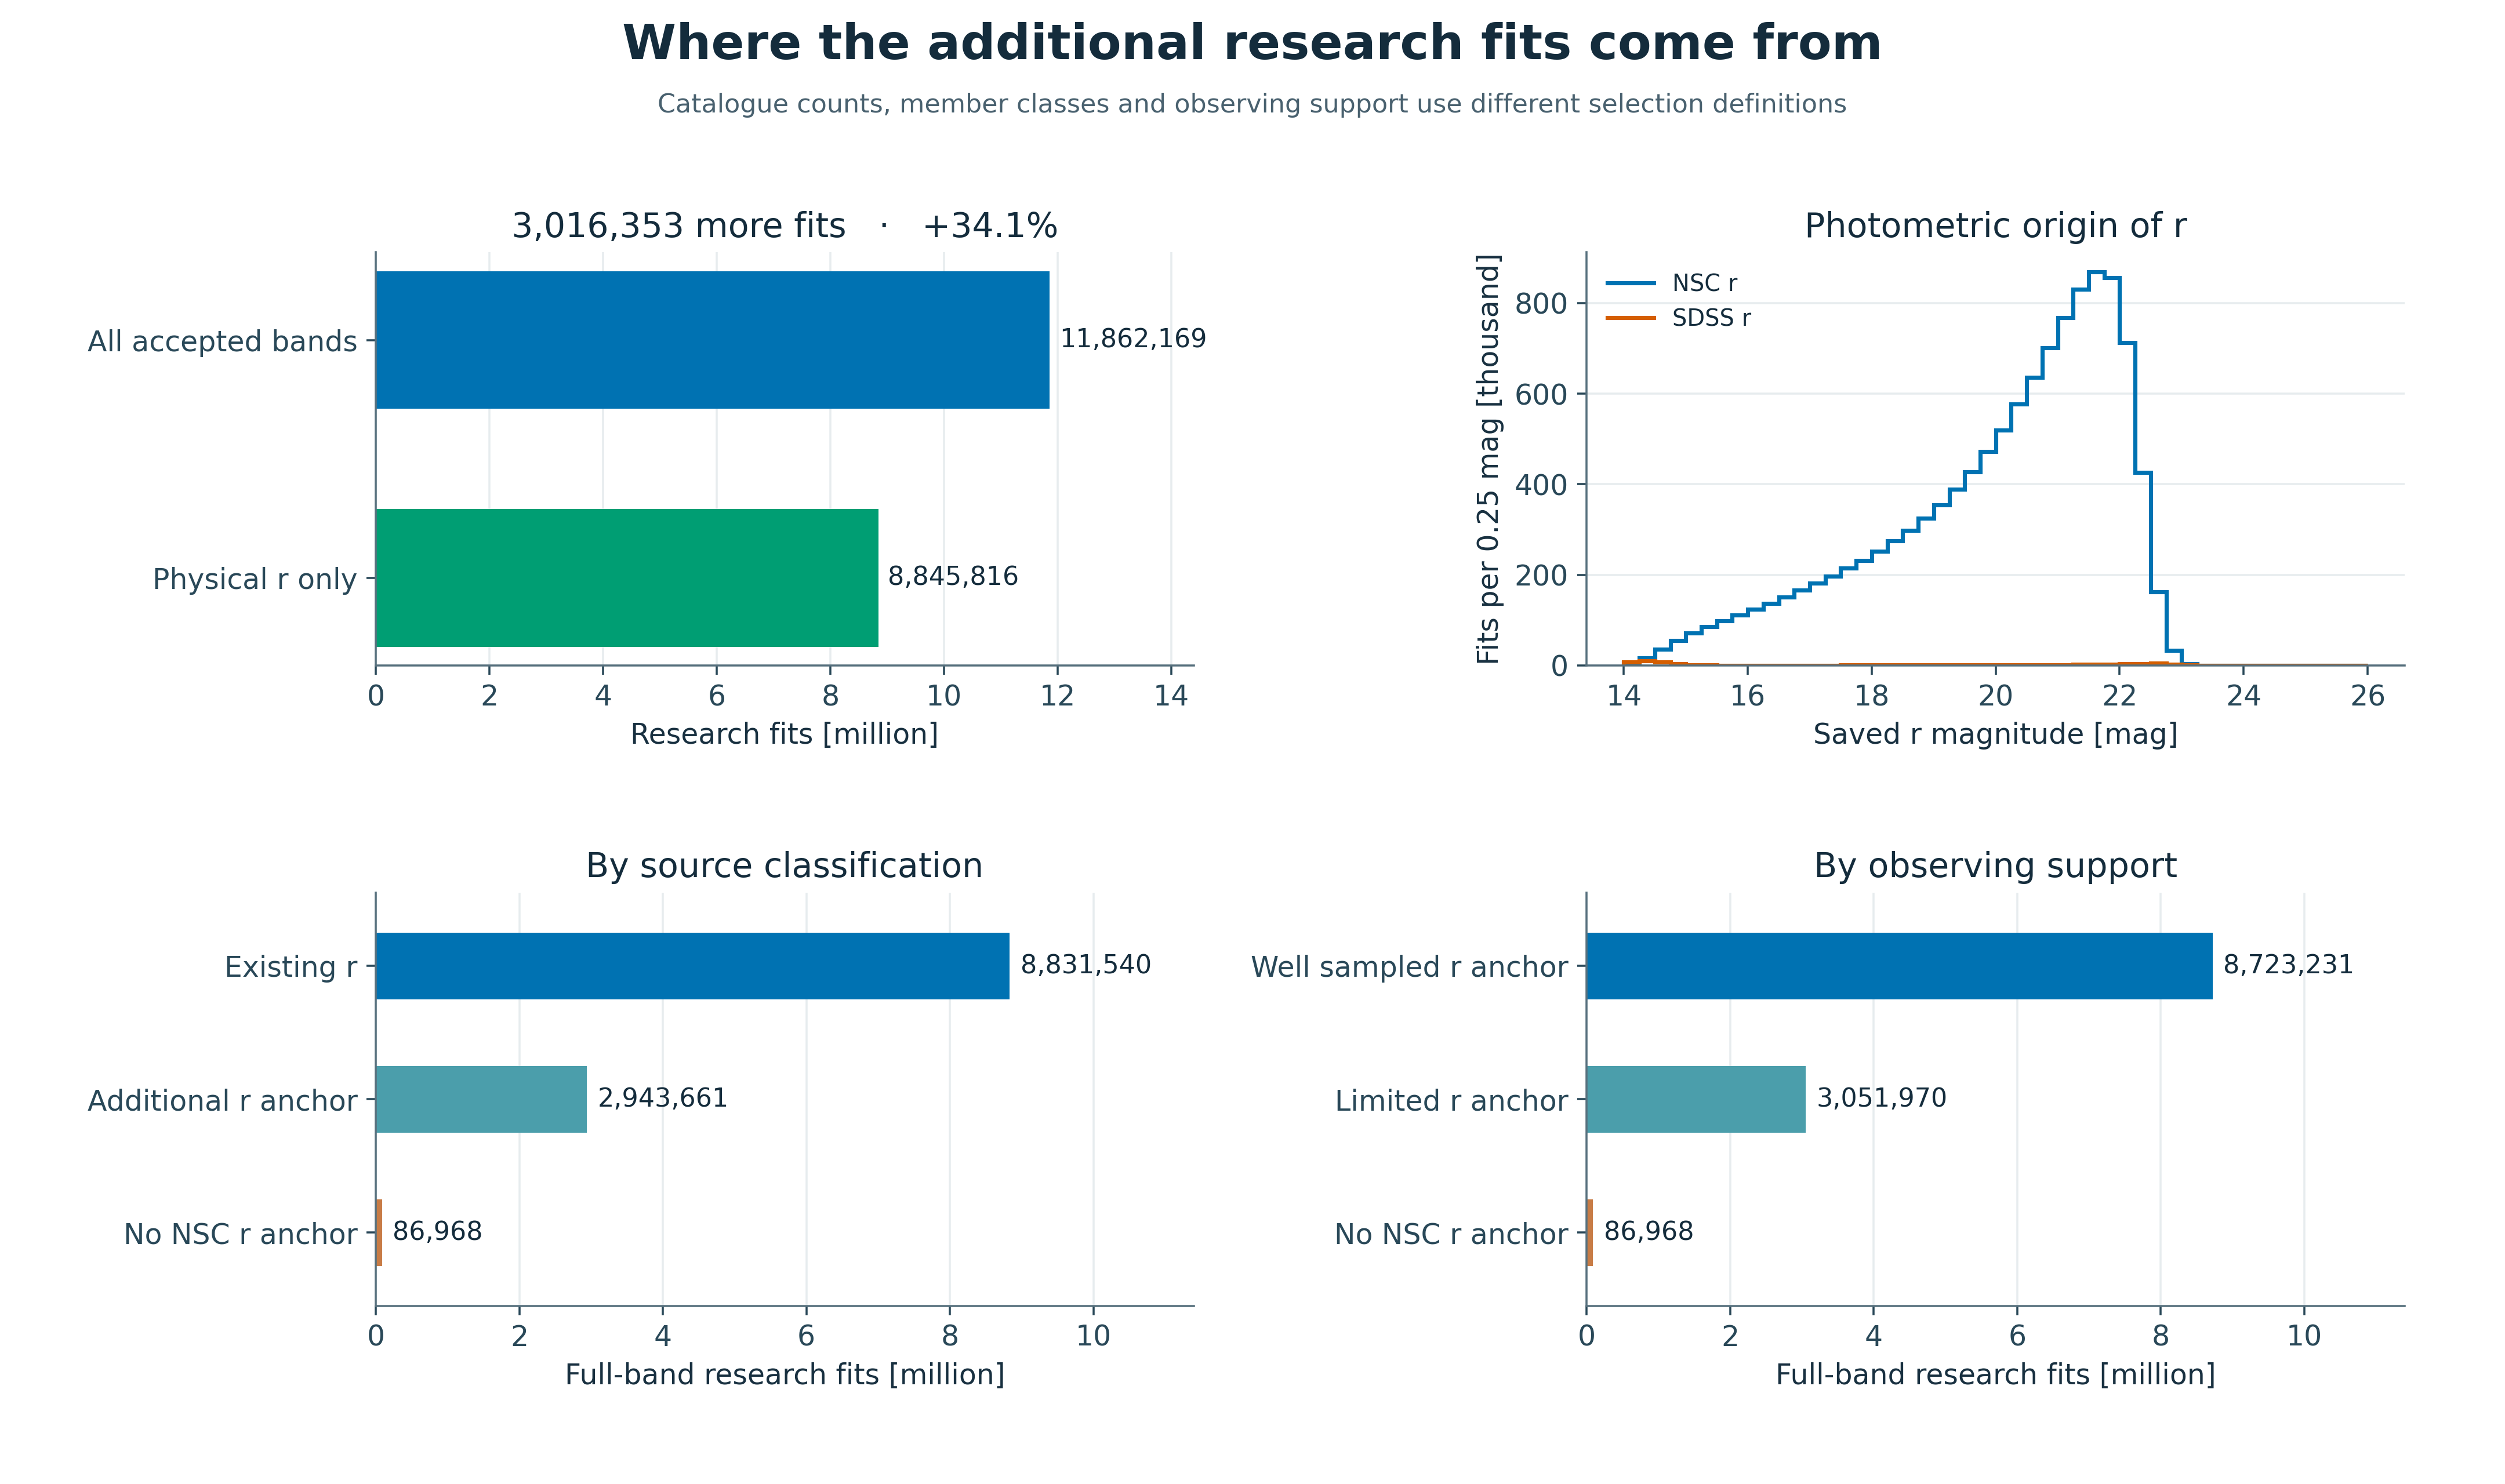 Where the additional research fits come from
Catalogue counts, member classes and observing support use different selection definitions
3,016,353 more fits · +34.1%
All accepted bands
11,862,169
Physical r only
8,845,816
0 2 4 6 8 10 12 14
Research fits [million]
Photometric origin of r
NSC r
SDSS r
Fits per 0.25 mag [thousand]
800
600
400
200
0
14 16 18 20 22 24 26
Saved r magnitude [mag]
By source classification
Existing r
8,831,540
Additional r anchor
2,943,661
No NSC r anchor
86,968
0 2 4 6 8 10
Full-band research fits [million]
By observing support
Well sampled r anchor
8,723,231
Limited r anchor
3,051,970
No NSC r anchor
86,968
0 2 4 6 8 10
Full-band research fits [million]